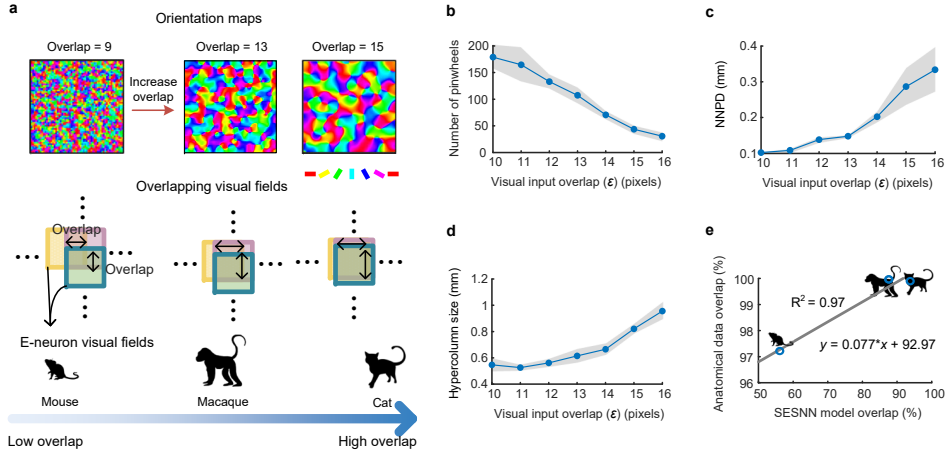 a
Orientation maps
Overlap = 9
Overlap = 13
Overlap = 15
Increase
overlap
Overlapping visual fields
Overlap
Overlap
E-neuron visual fields
Mouse
Macaque
Cat
Low overlap
High overlap
b
Number of pinwheels
200
150
100
50
0
10 11 12 13 14 15 16
Visual input overlap (ε) (pixels)
c
NNPD (mm)
0.4
0.3
0.2
0.1
10 11 12 13 14 15 16
Visual input overlap (ε) (pixels)
d
Hypercolumn size (mm)
1.2
1
0.8
0.6
0.4
10 11 12 13 14 15 16
Visual input overlap (ε) (pixels)
e
Anatomical data overlap (%)
100
99
98
97
96
R² = 0.97
y = 0.077*x + 92.97
50 60 70 80 90 100
SESNN model overlap (%)